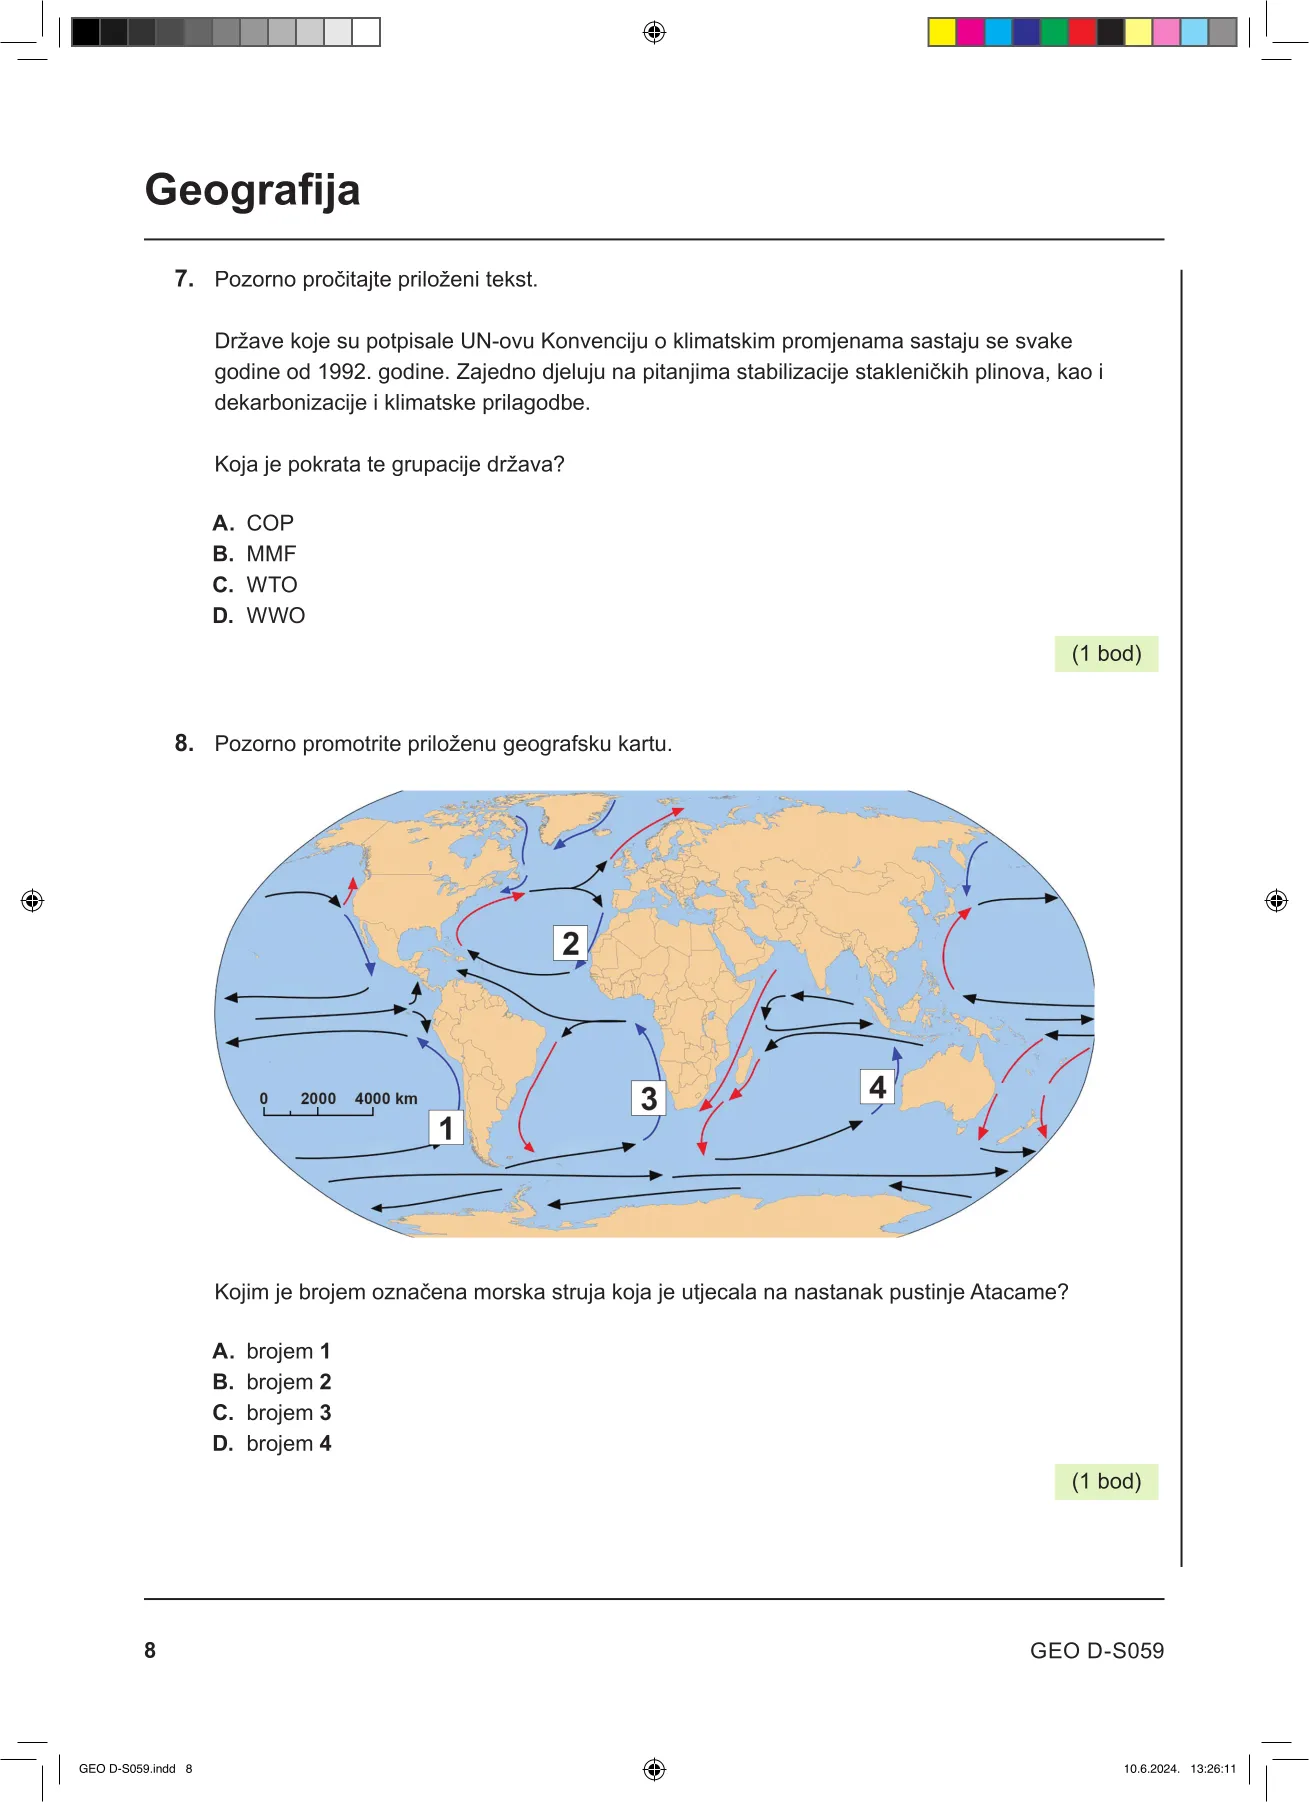 Geografija
7. Pozorno pročitajte priloženi tekst.
Države koje su potpisale UN-ovu Konvenciju o klimatskim promjenama sastaju se svake
godine od 1992. godine. Zajedno djeluju na pitanjima stabilizacije stakleničkih plinova, kao i
dekarbonizacije i klimatske prilagodbe.
Koja je pokrata te grupacije država?
A. COP
B. MMF
C. WTO
D. WWO
(1 bod)
8. Pozorno promotrite priloženu geografsku kartu.
2
3
4
1
0 2000 4000 km
Kojim je brojem označena morska struja koja je utjecala na nastanak pustinje Atacame?
A. brojem 1
B. brojem 2
C. brojem 3
D. brojem 4
(1 bod)
8
GEO D-S059
GEO D-S059.indd 8
10.6.2024. 13:26:11